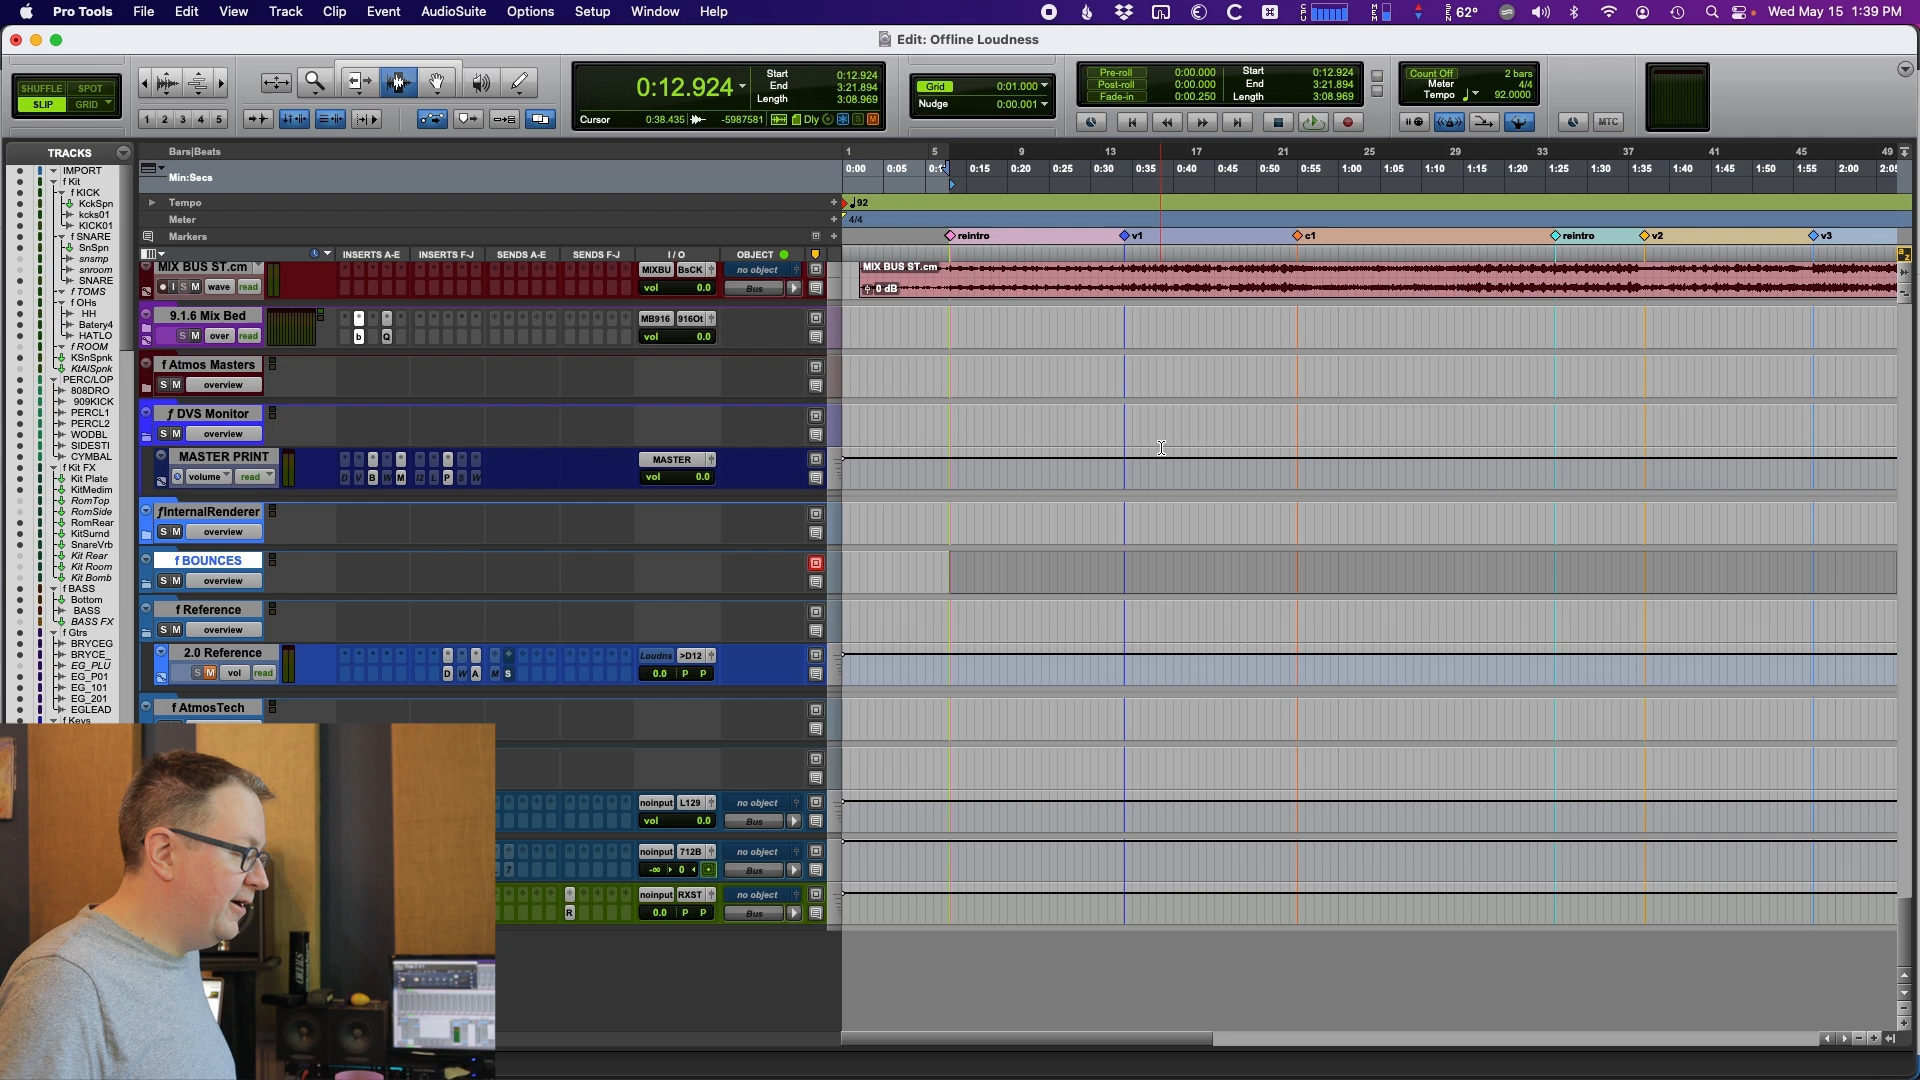 Pro Tools File Edit View Track Clip Event AudioSuite Options Setup Window Help
62° Wed May 15 1:39 PM
Edit: Offline Loudness
SHUFFLE SPOT
SLIP GRID
1 2 3 4 5
0:12.924
Start 0:12.924
End 3:21.894
Length 3:08.969
Cursor 0:38.435 -5987581 Dly
Grid 0:01.000
Nudge 0:00.001
Pre-roll 0:00.000
Post-roll 0:00.000
Fade-in 0:00.250
Start 0:12.924
End 3:21.894
Length 3:08.969
Count Off 2 bars
Meter 4/4
Tempo 92.0000
MTC
TRACKS
IMPORT
f Kit
f KICK
KckSpn
kcks01
KICK01
f SNARE
SnSpn
snsmp
snroom
SNARE
f TOMS
f OHs
HH
Batery4
HATLO
f ROOM
KSnSpnk
KtAlSpnk
PERC/LOP
808DRO
909KICK
PERCL1
PERCL2
WODBL
SIDESTI
CYMBAL
f Kit FX
Kit Plate
KitMedim
RomTop
RomSide
RomRear
KitSurnd
SnareVrb
Kit Rear
Kit Room
Kit Bomb
f BASS
Bottom
BASS
BASS FX
f Gtrs
BRYCEG
BRYCE_
EG_PLU
EG_P01
EG_101
EG_201
EGLEAD
f Keys
Bars|Beats 1 5 9 13 17 21 25 29 33 37 41 45 49
Min:Secs 0:00 0:05 0:15 0:20 0:25 0:30 0:35 0:40 0:45 0:50 0:55 1:00 1:05 1:10 1:15 1:20 1:25 1:30 1:35 1:40 1:45 1:50 1:55 2:00
Tempo 92
Meter 4/4
Markers reintro v1 c1 reintro v2 v3
INSERTS A-E INSERTS F-J SENDS A-E SENDS F-J I / O OBJECT
MIX BUS ST.cm MIXBU BsCK no object MIX BUS ST.cm
I S M wave read vol 0.0 Bus 0 dB
9.1.6 Mix Bed MB916 916Ot
S M over read b Q vol 0.0
f Atmos Masters
S M overview
f DVS Monitor
S M overview
MASTER PRINT MASTER
volume read D V B W M I2 L P S W vol 0.0
fInternalRenderer
S M overview
f BOUNCES
S M overview
f Reference
S M overview
2.0 Reference Loudns >D12
S M vol read D W A M S 0.0 P P
f AtmosTech
noinput L129 no object
vol 0.0 Bus
noinput 712B no object
7 -∞ 0 Bus
noinput RXST no object
R 0.0 P P Bus